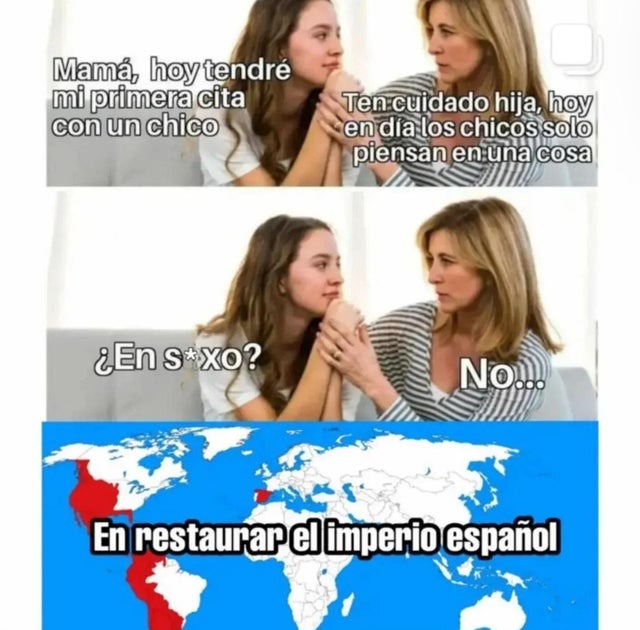 Mamá, hoy tendré
mi primera cita
con un chico
Ten cuidado hija, hoy
en día los chicos solo
piensan en una cosa
¿En s*xo?
No...
En restaurar el imperio español